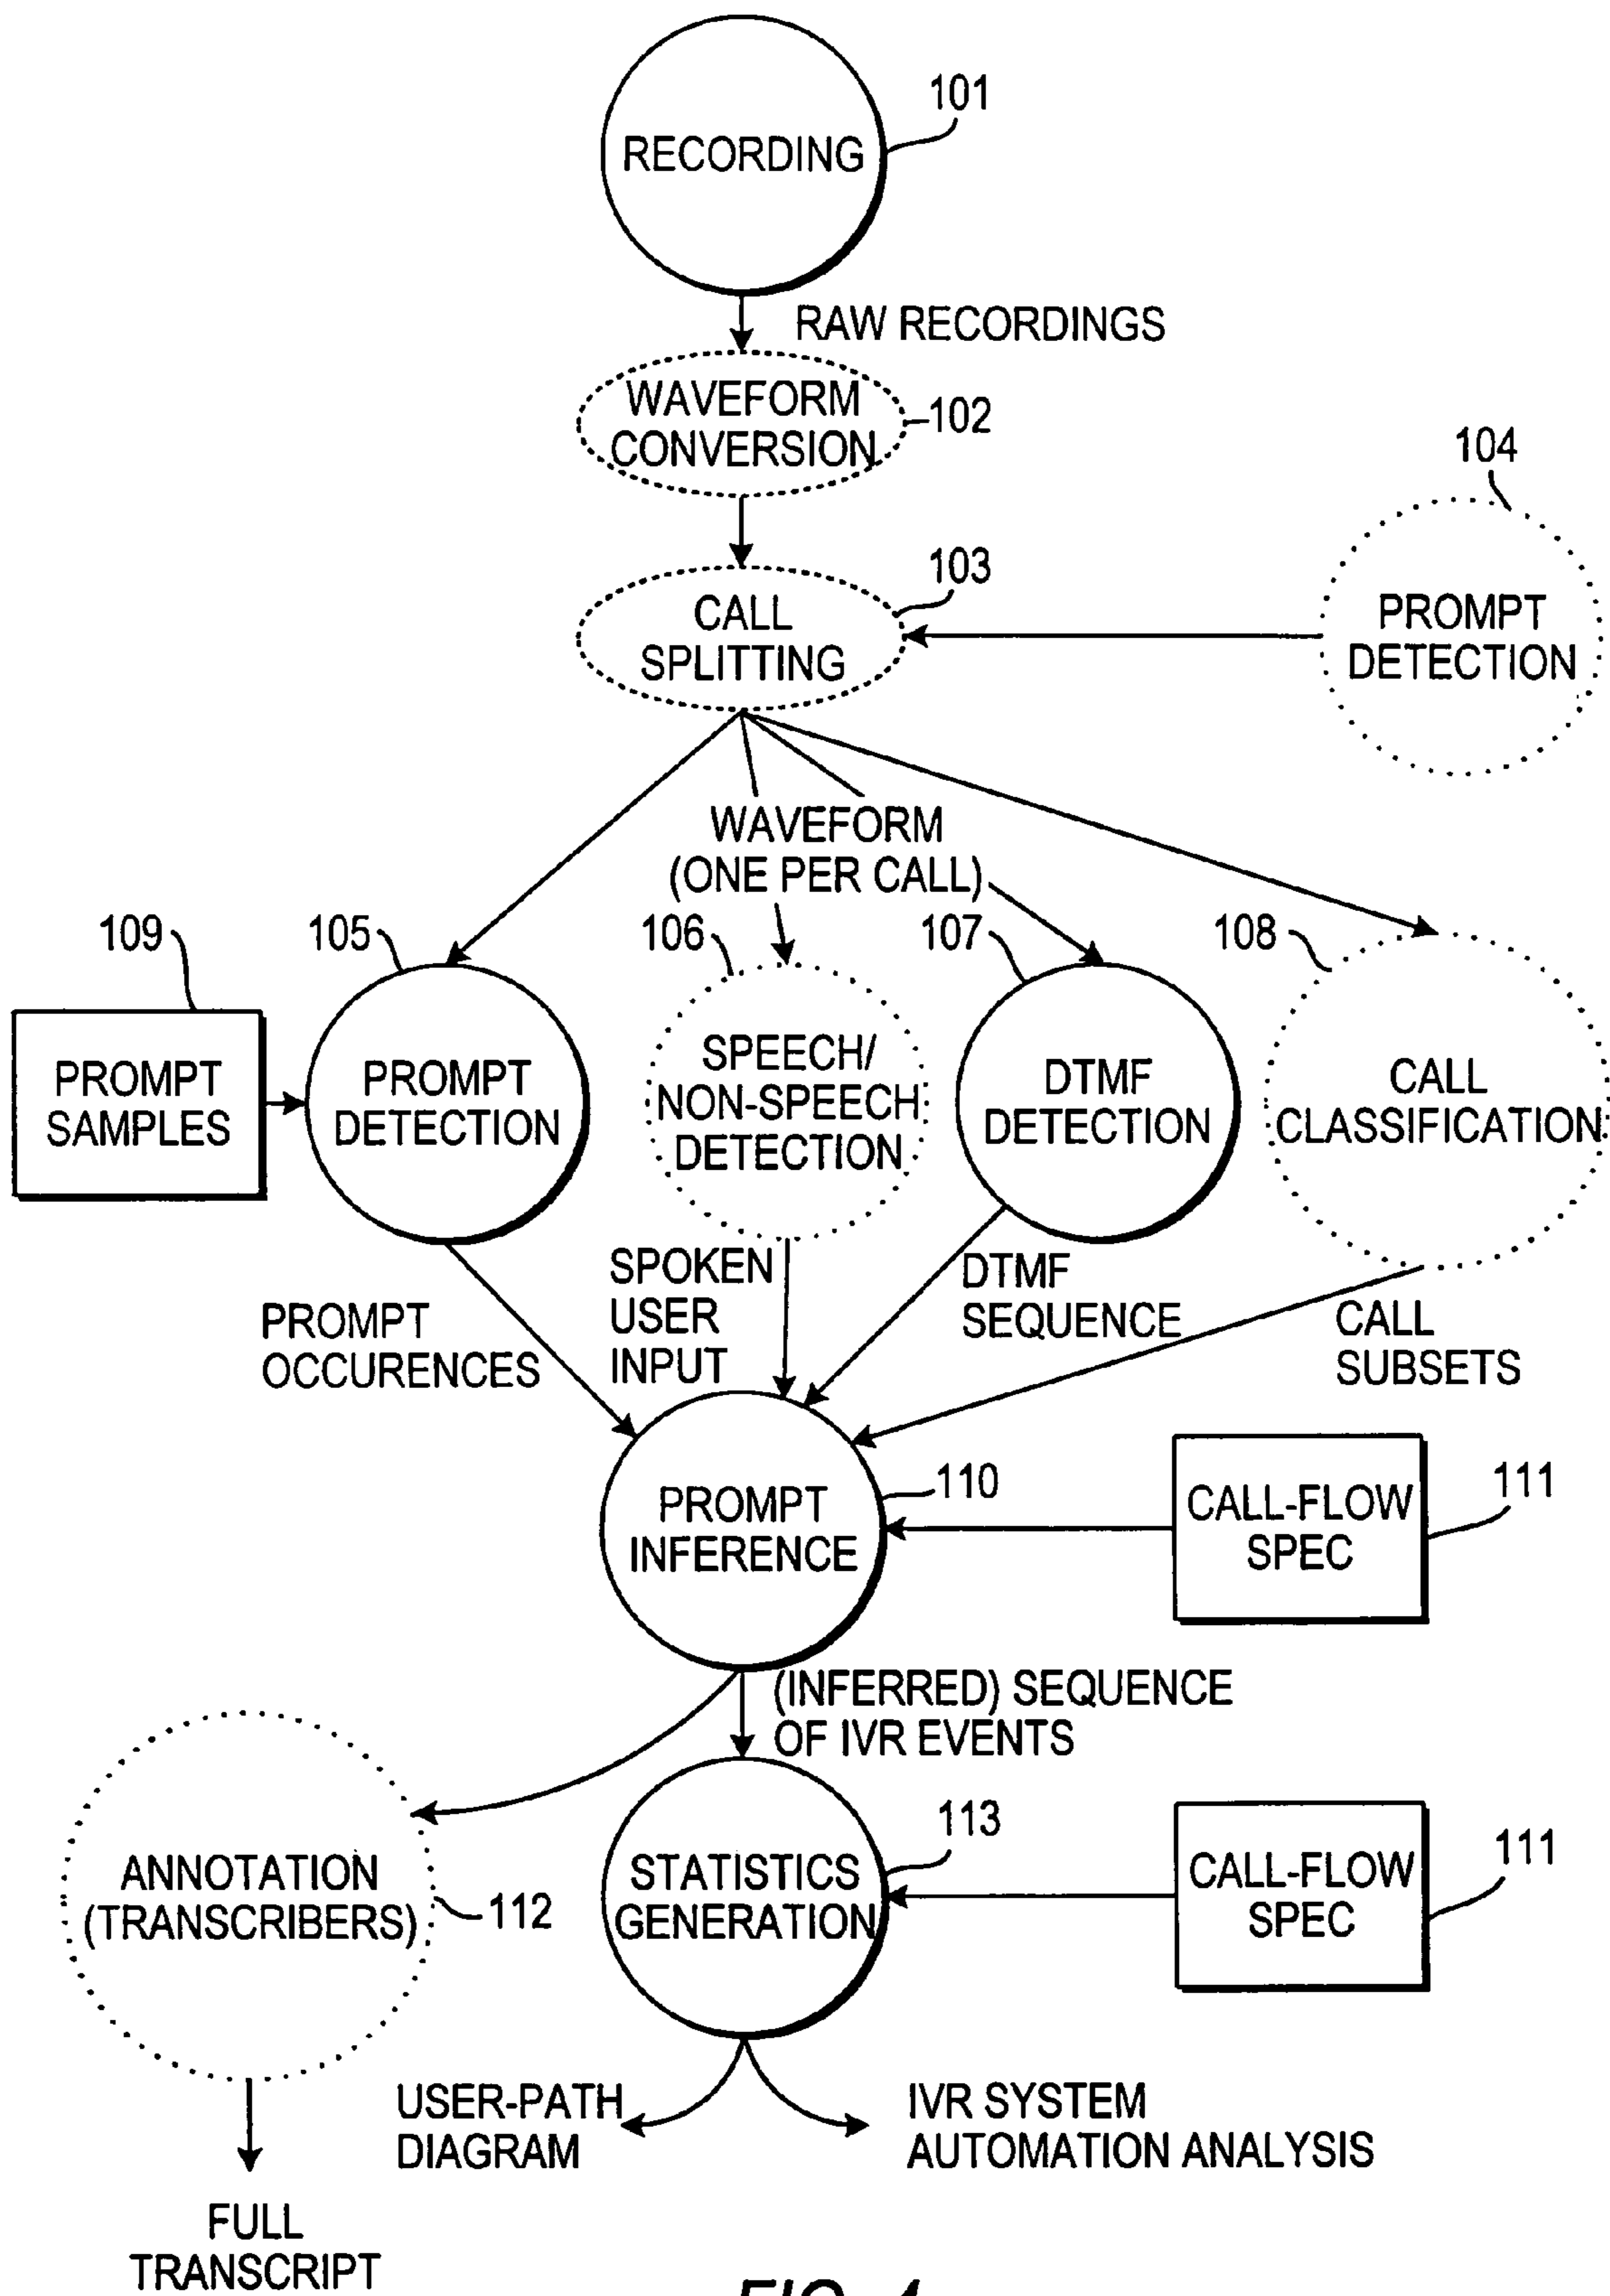 101
RECORDING
RAW RECORDINGS
WAVEFORM
CONVERSION
102
104
103
CALL
SPLITTING
PROMPT
DETECTION
WAVEFORM
(ONE PER CALL)
109
105
106
107
108
PROMPT
SAMPLES
PROMPT
DETECTION
SPEECH/
NON-SPEECH
DETECTION
DTMF
DETECTION
CALL
CLASSIFICATION
PROMPT
OCCURENCES
SPOKEN
USER
INPUT
DTMF
SEQUENCE
CALL
SUBSETS
PROMPT
INFERENCE
110
CALL-FLOW
SPEC
111
(INFERRED) SEQUENCE
OF IVR EVENTS
ANNOTATION
(TRANSCRIBERS)
112
STATISTICS
GENERATION
113
CALL-FLOW
SPEC
111
USER-PATH
DIAGRAM
IVR SYSTEM
AUTOMATION ANALYSIS
FULL
TRANSCRIPT